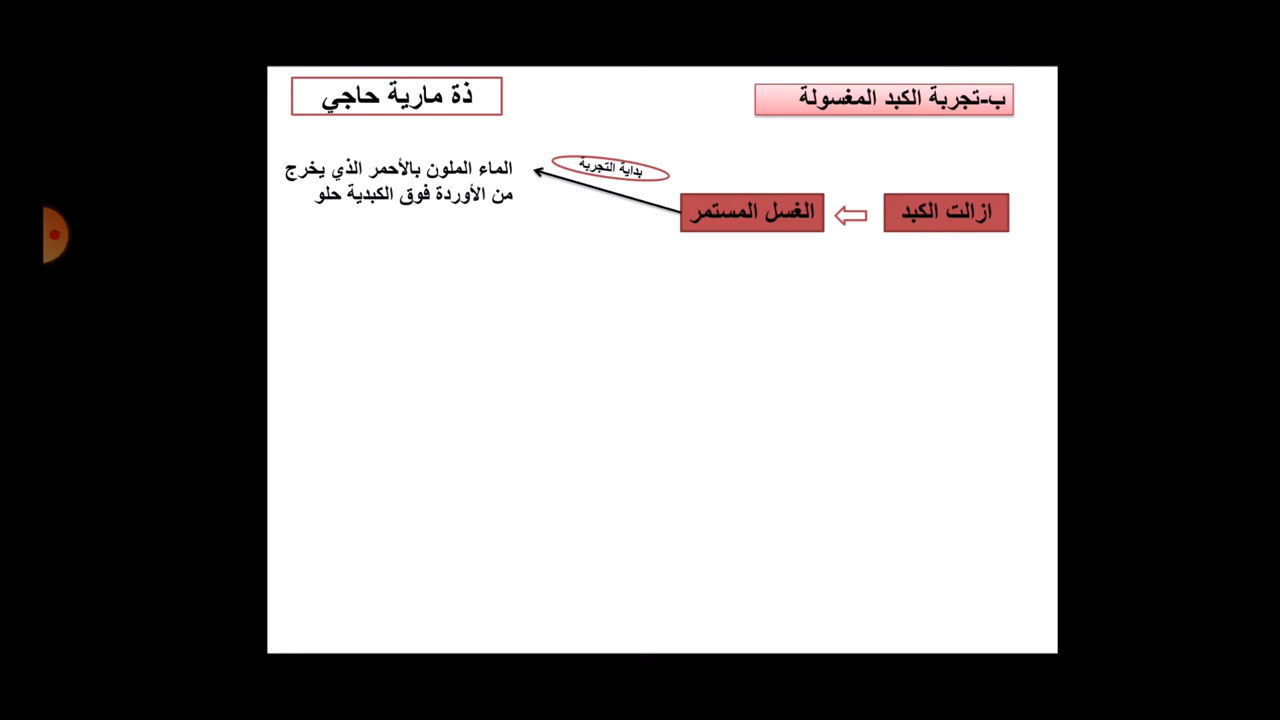 ذة مارية حاجي
ب-تجربة الكبد المغسولة
ازالت الكبد
الغسل المستمر
بداية التجربة
الماء الملون بالأحمر الذي يخرج
من الأوردة فوق الكبدية حلو